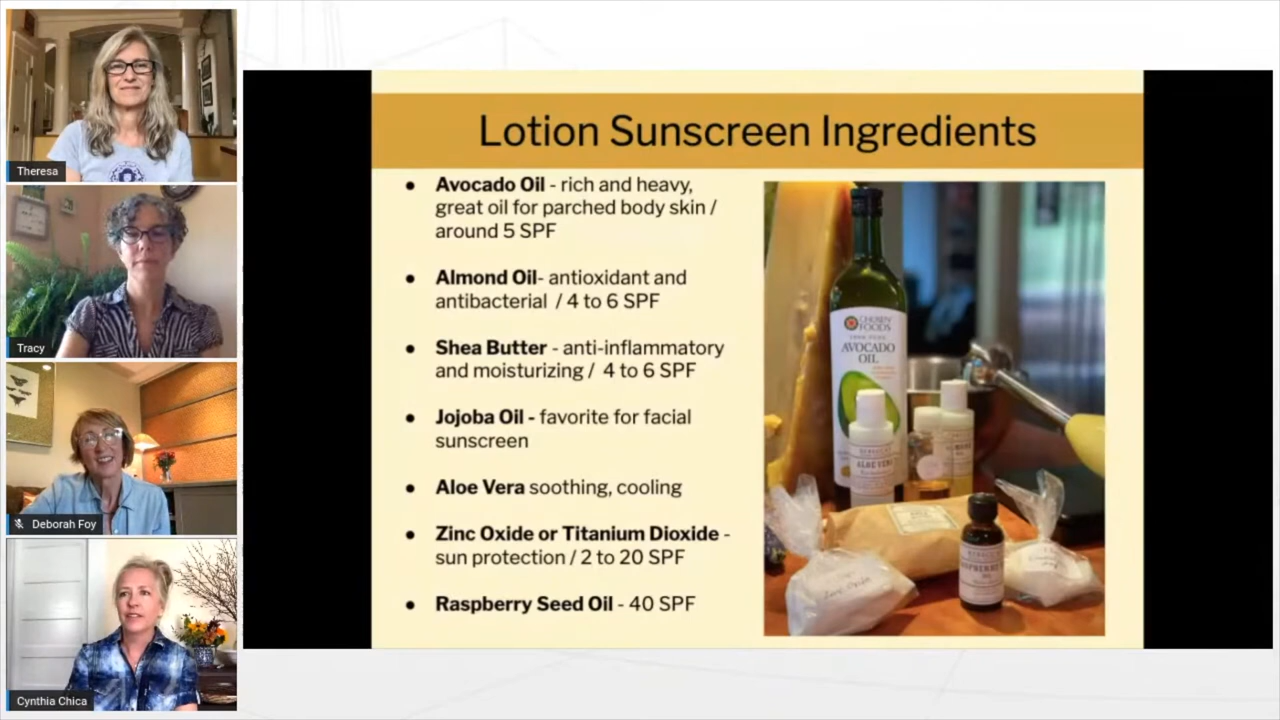 Theresa
Tracy
Deborah Foy
Cynthia Chica
Lotion Sunscreen Ingredients
• Avocado Oil - rich and heavy,
great oil for parched body skin /
around 5 SPF
• Almond Oil- antioxidant and
antibacterial / 4 to 6 SPF
• Shea Butter - anti-inflammatory
and moisturizing / 4 to 6 SPF
• Jojoba Oil - favorite for facial
sunscreen
• Aloe Vera soothing, cooling
• Zinc Oxide or Titanium Dioxide -
sun protection / 2 to 20 SPF
• Raspberry Seed Oil - 40 SPF
CHOSEN
FOODS
AVOCADO
OIL
ALOE VERA